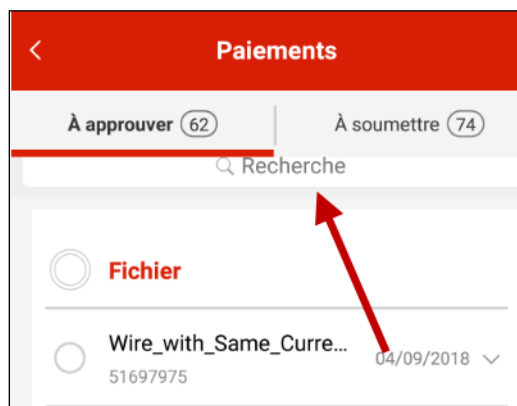 Paiements
À approuver 62
À soumettre 74
Recherche
Fichier
Wire_with_Same_Curre...
04/09/2018
51697975